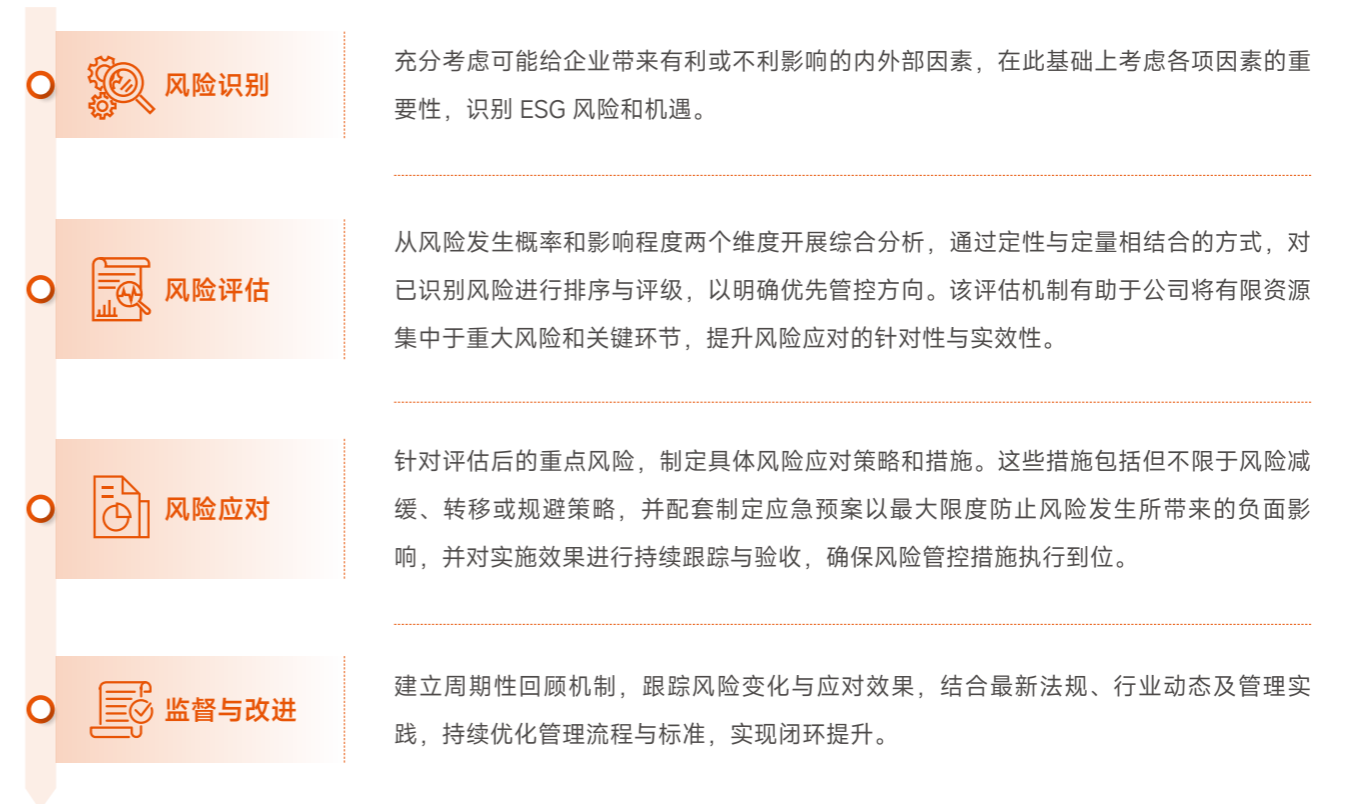 风险识别
充分考虑可能给企业带来有利或不利影响的内外部因素，在此基础上考虑各项因素的重
要性，识别 ESG 风险和机遇。
风险评估
从风险发生概率和影响程度两个维度开展综合分析，通过定性与定量相结合的方式，对
已识别风险进行排序与评级，以明确优先管控方向。该评估机制有助于公司将有限资源
集中于重大风险和关键环节，提升风险应对的针对性与实效性。
风险应对
针对评估后的重点风险，制定具体风险应对策略和措施。这些措施包括但不限于风险减
缓、转移或规避策略，并配套制定应急预案以最大限度防止风险发生所带来的负面影
响，并对实施效果进行持续跟踪与验收，确保风险管控措施执行到位。
监督与改进
建立周期性回顾机制，跟踪风险变化与应对效果，结合最新法规、行业动态及管理实
践，持续优化管理流程与标准，实现闭环提升。